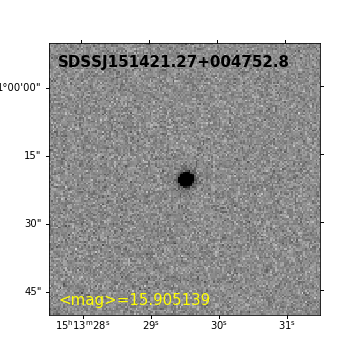 SDSSJ151421.27+004752.8
1°00'00"
15"
30"
45"
<mag>=15.905139
15ʰ13ᵐ28ˢ 29ˢ 30ˢ 31ˢ